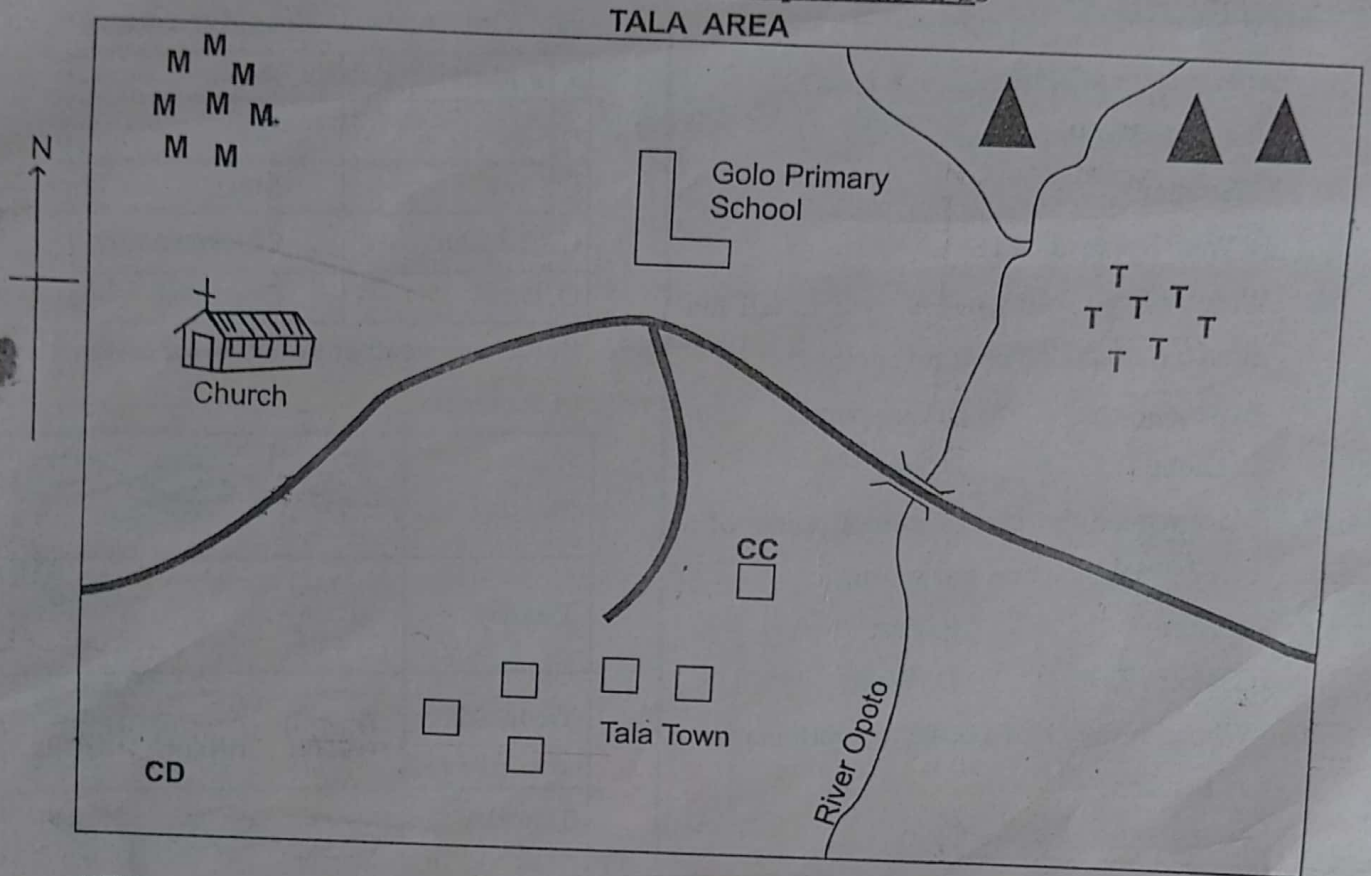 TALA AREA
M
M M
M M M.
M M
N
Golo Primary
School
T
T T T
T
T T
Church
CC
Tala Town
CD
River Opoto